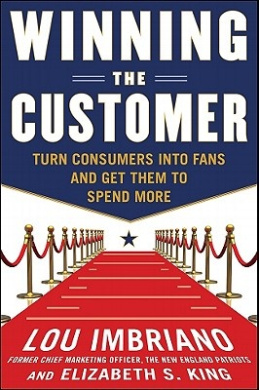 WINNING
THE
CUSTOMER
TURN CONSUMERS INTO FANS
AND GET THEM TO
SPEND MORE
LOU IMBRIANO
FORMER CHIEF MARKETING OFFICER, THE NEW ENGLAND PATRIOTS
AND ELIZABETH S. KING